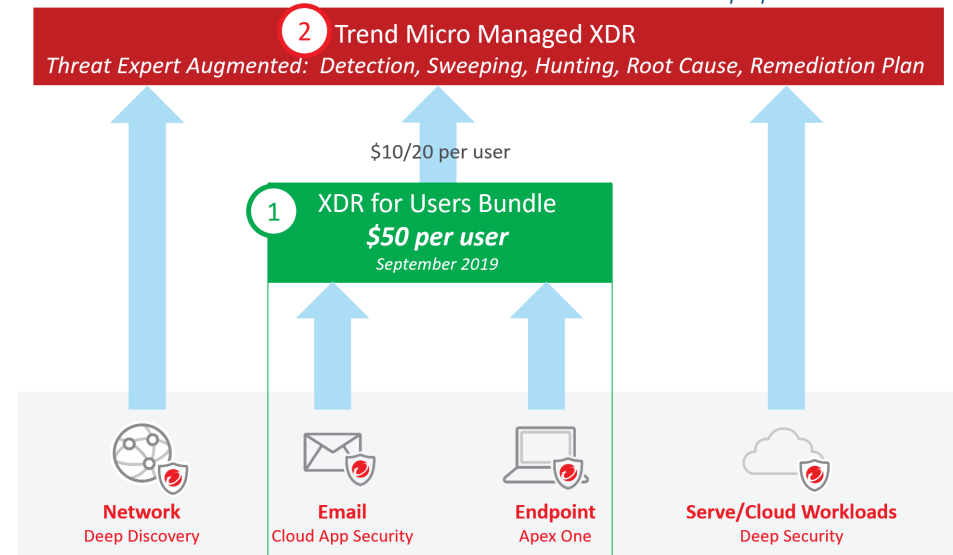 2
Trend Micro Managed XDR
Threat Expert Augmented: Detection, Sweeping, Hunting, Root Cause, Remediation Plan
$10/20 per user
1
XDR for Users Bundle
$50 per user
September 2019
Network
Deep Discovery
Email
Cloud App Security
Endpoint
Apex One
Serve/Cloud Workloads
Deep Security